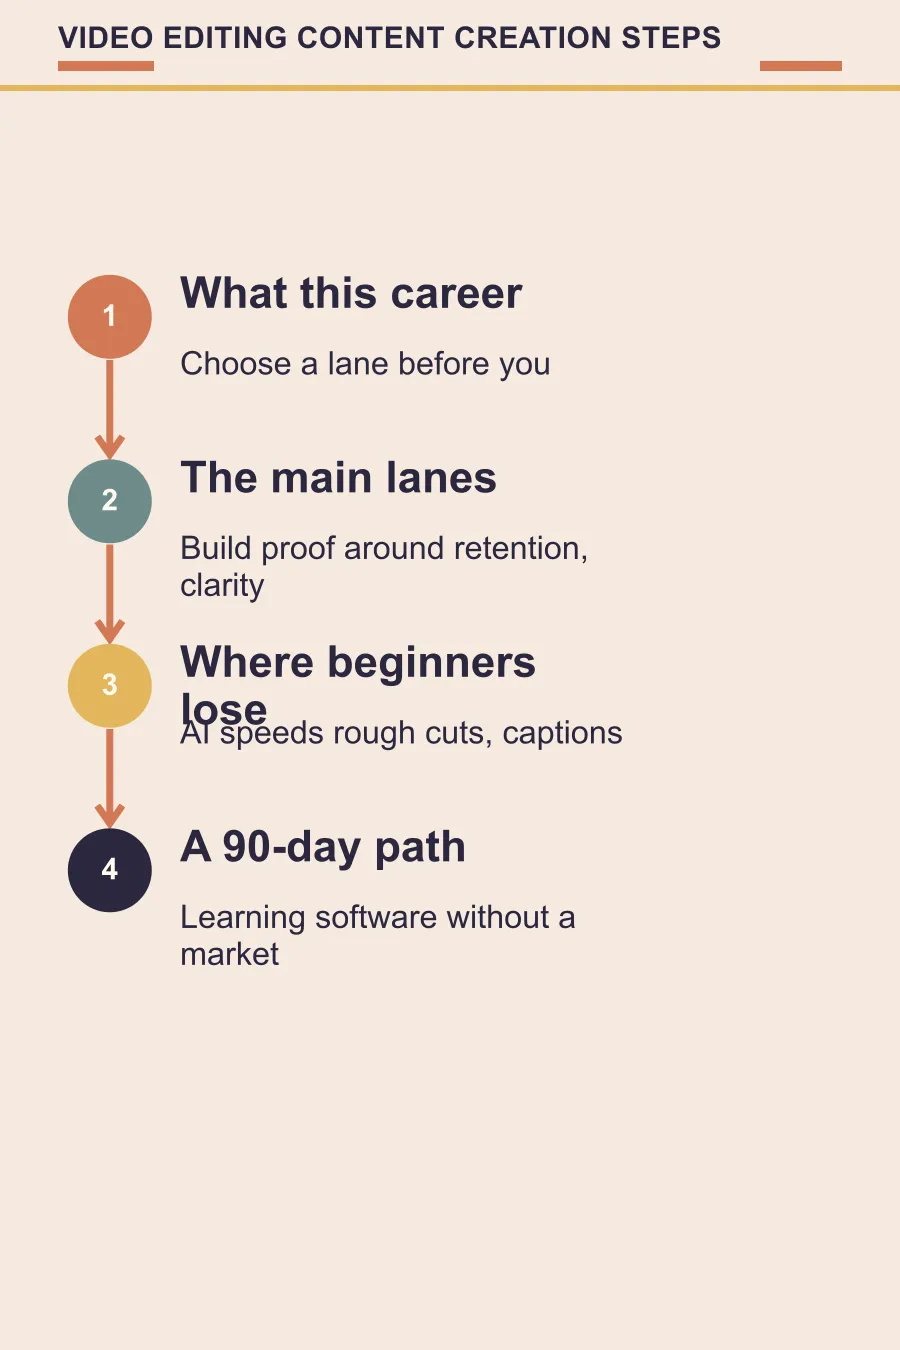 VIDEO EDITING CONTENT CREATION STEPS
1
What this career
Choose a lane before you
2
The main lanes
Build proof around retention,
clarity
3
Where beginners
lose
AI speeds rough cuts, captions
4
A 90-day path
Learning software without a
market